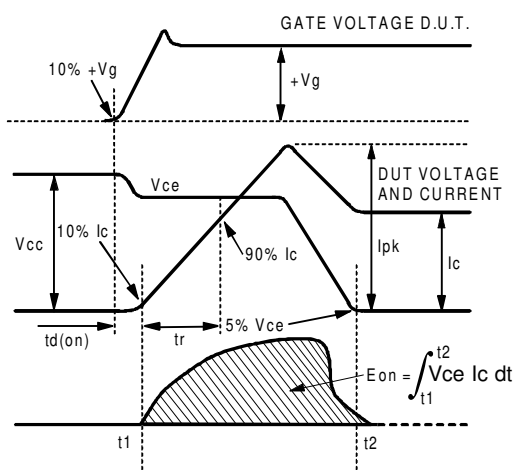 GATE VOLTAGE D.U.T.
10% +Vg
+Vg
DUT VOLTAGE
AND CURRENT
Vce
Vcc
10% Ic
90% Ic
Ipk
Ic
td(on)
tr
5% Vce
Eon = ∫ Vce Ic dt
t2
t1
t1
t2